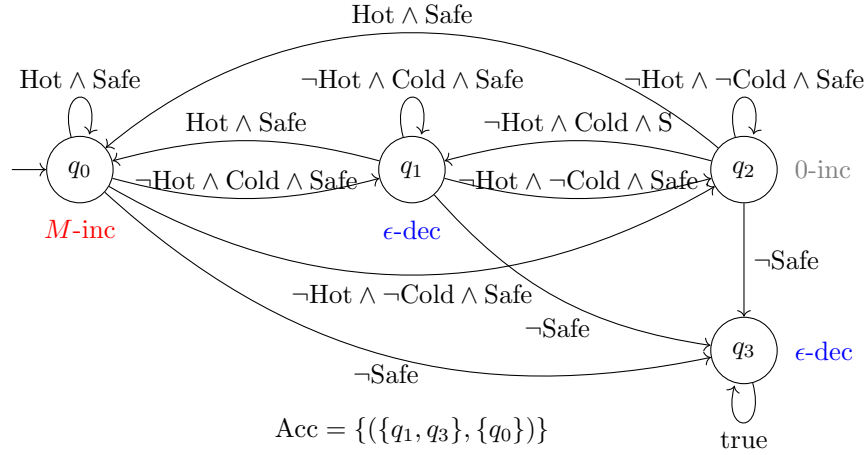 Hot ∧ Safe
Hot ∧ Safe
¬Hot ∧ Cold ∧ Safe
¬Hot ∧ ¬Cold ∧ Safe
Hot ∧ Safe
¬Hot ∧ Cold ∧ S
q0
q1
q2
0-inc
¬Hot ∧ Cold ∧ Safe
¬Hot ∧ ¬Cold ∧ Safe
M-inc
ϵ-dec
¬Safe
¬Hot ∧ ¬Cold ∧ Safe
¬Safe
q3
ϵ-dec
¬Safe
Acc = {({q1, q3}, {q0})}
true